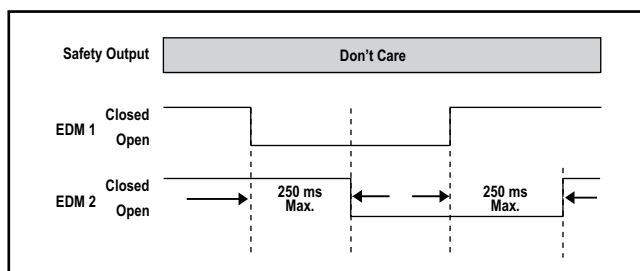 Safety Output
Don't Care
Closed
EDM 1
Open
Closed
EDM 2
Open
250 ms
Max.
250 ms
Max.